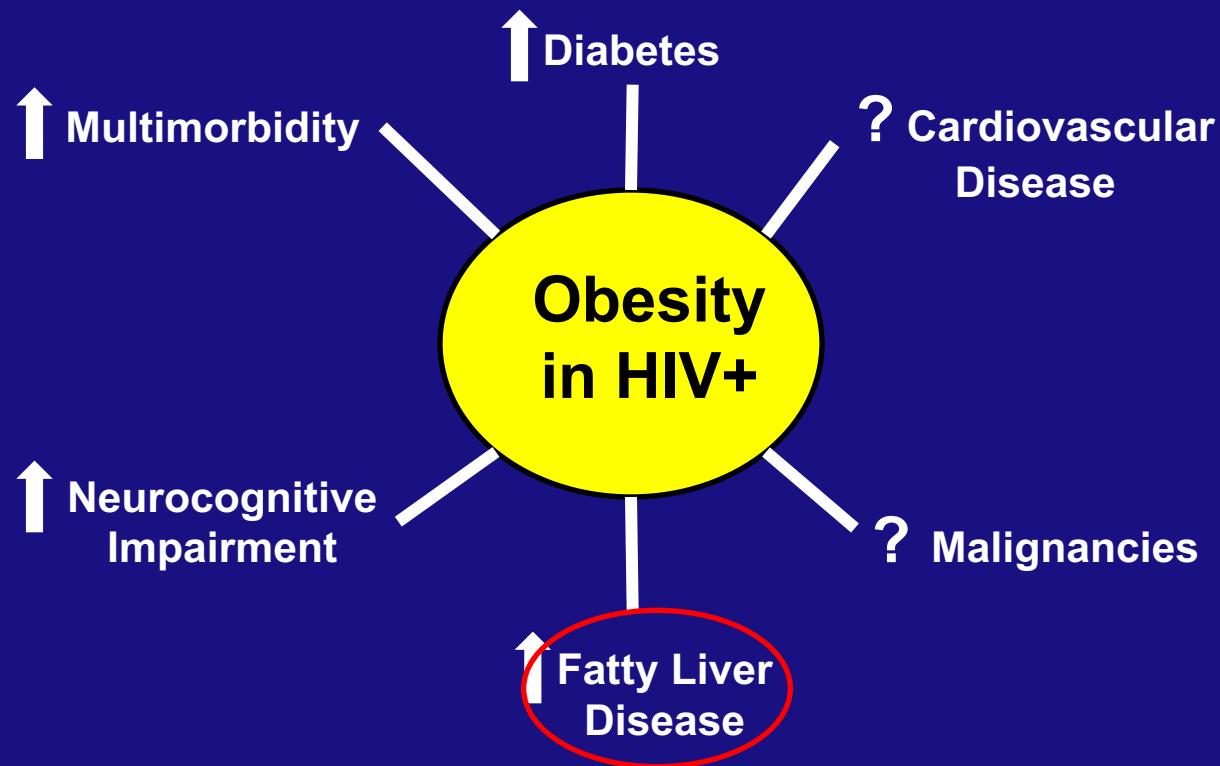 Diabetes
Multimorbidity
? Cardiovascular
Disease
Obesity
in HIV+
Neurocognitive
Impairment
? Malignancies
Fatty Liver
Disease